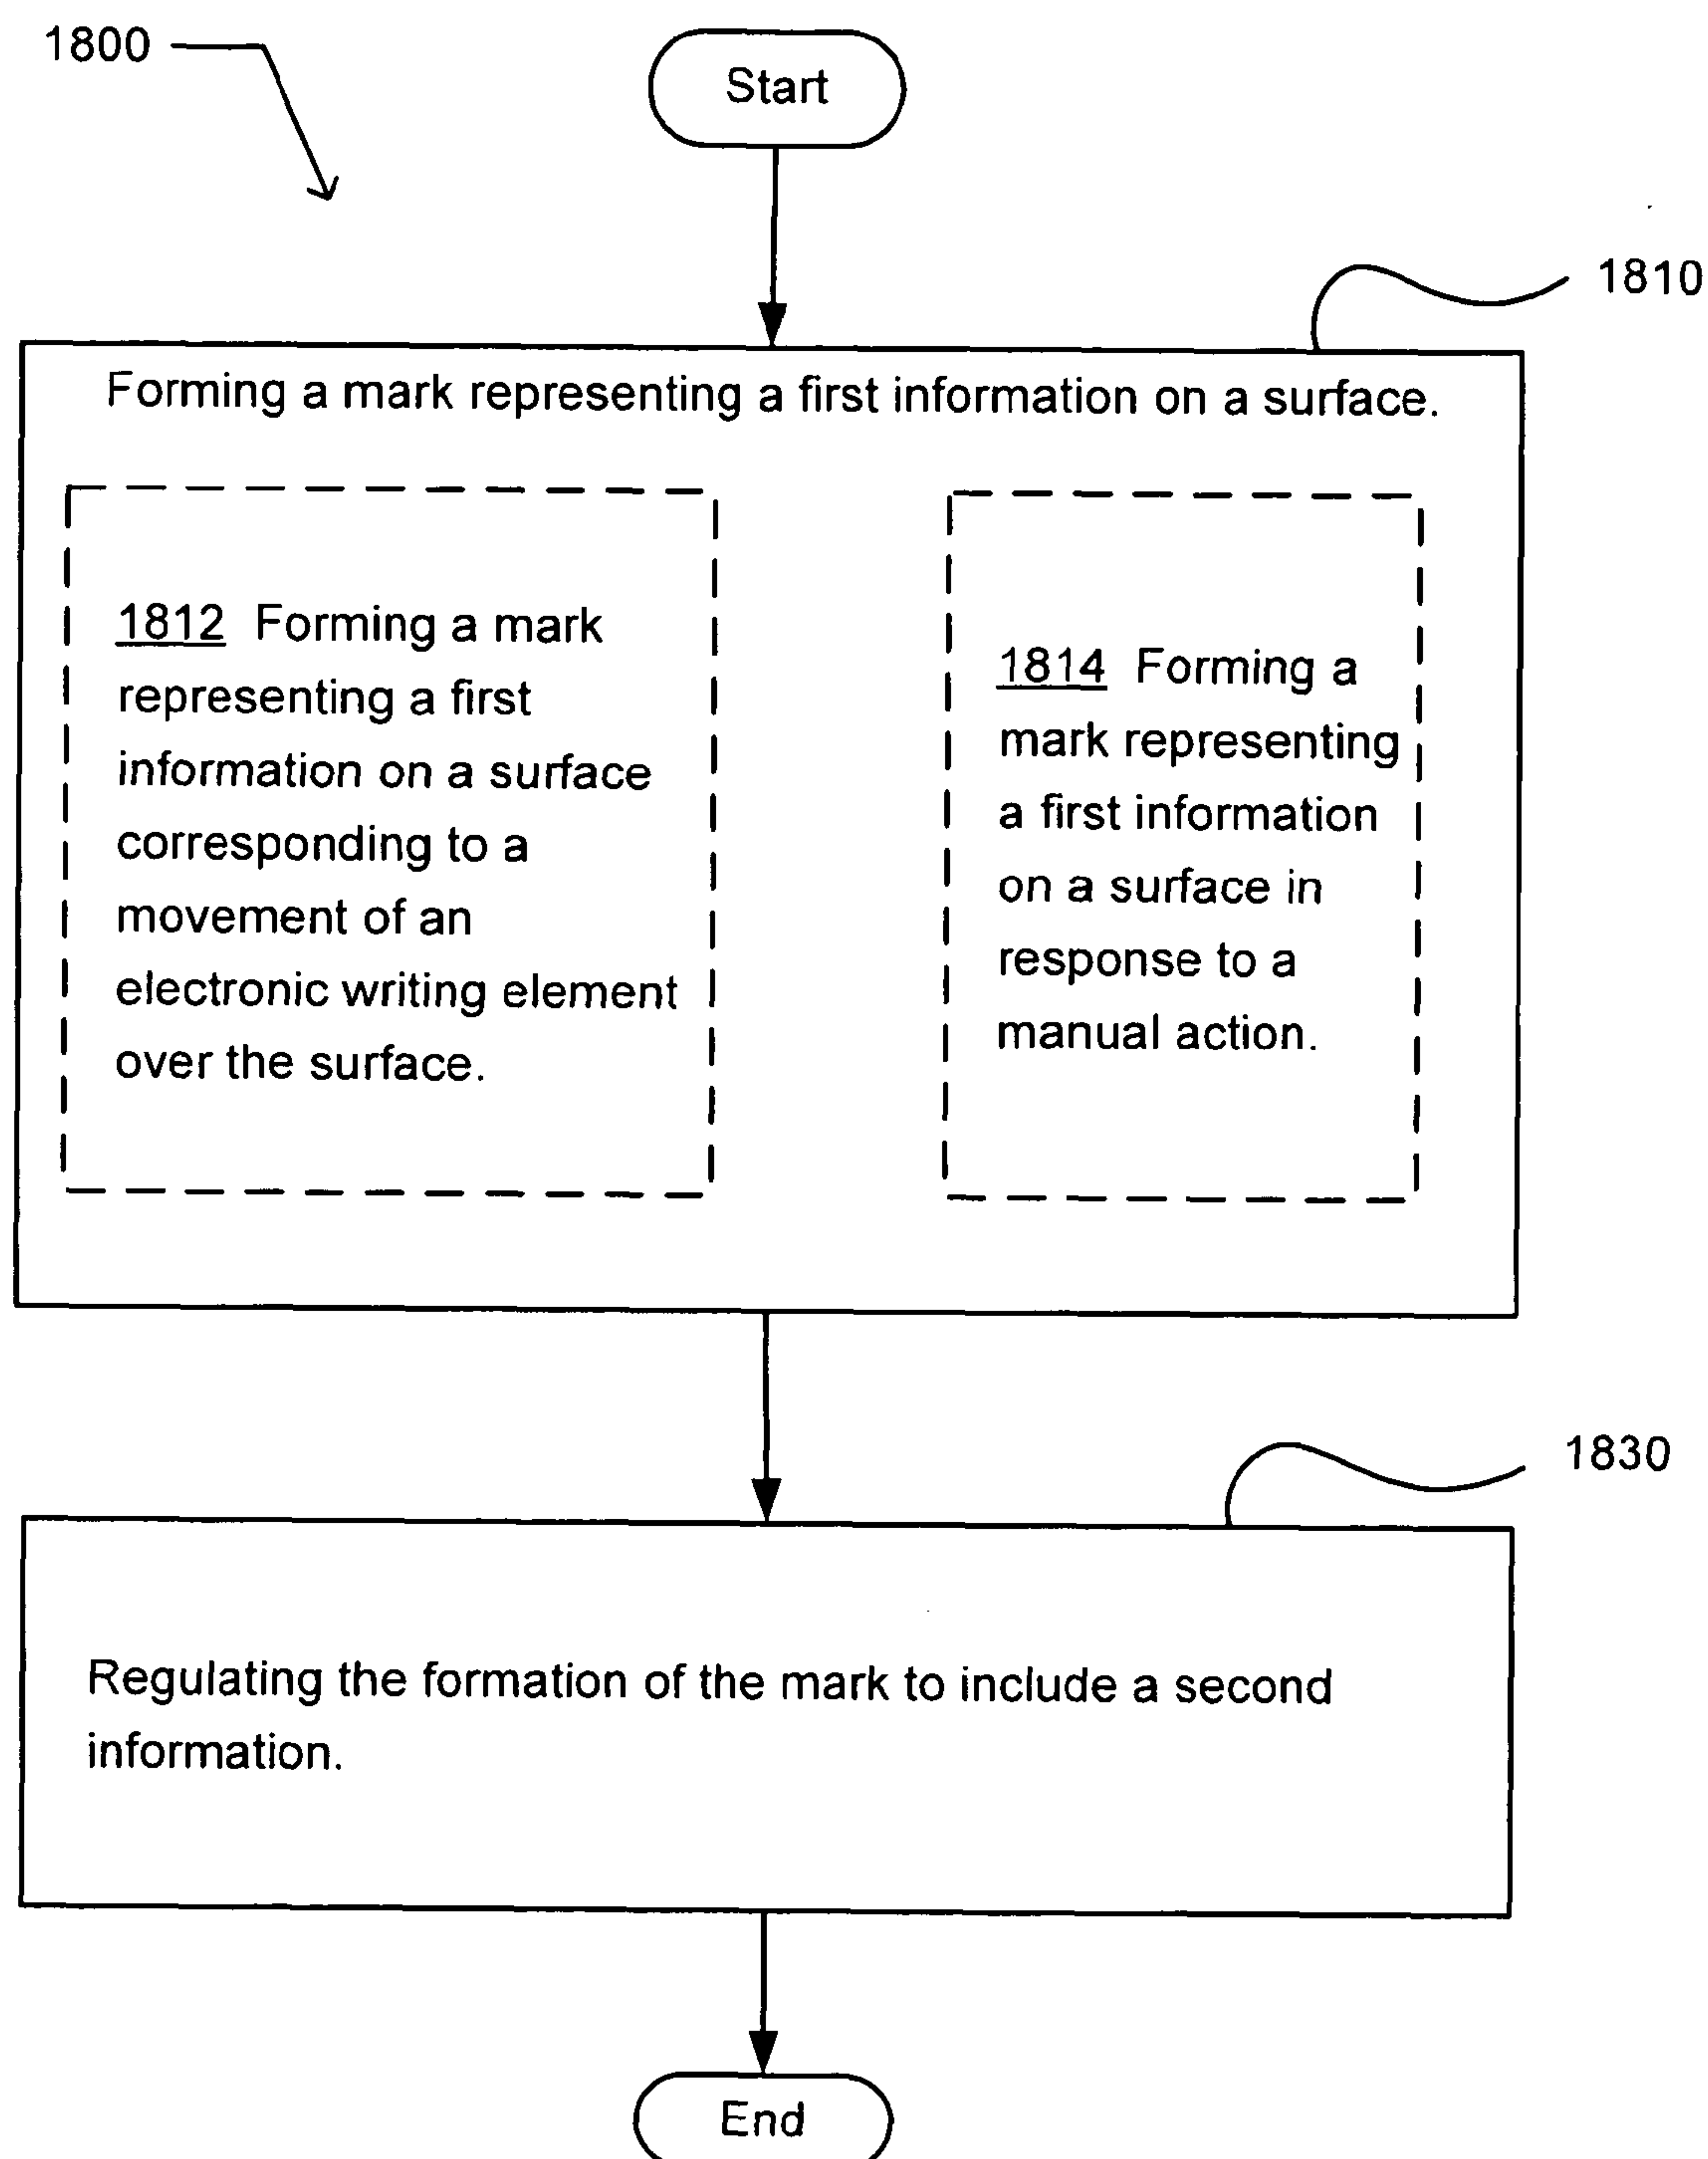 1800
Start
1810
Forming a mark representing a first information on a surface.
1812 Forming a mark
representing a first
information on a surface
corresponding to a
movement of an
electronic writing element
over the surface.
1814 Forming a
mark representing
a first information
on a surface in
response to a
manual action.
1830
Regulating the formation of the mark to include a second
information.
End